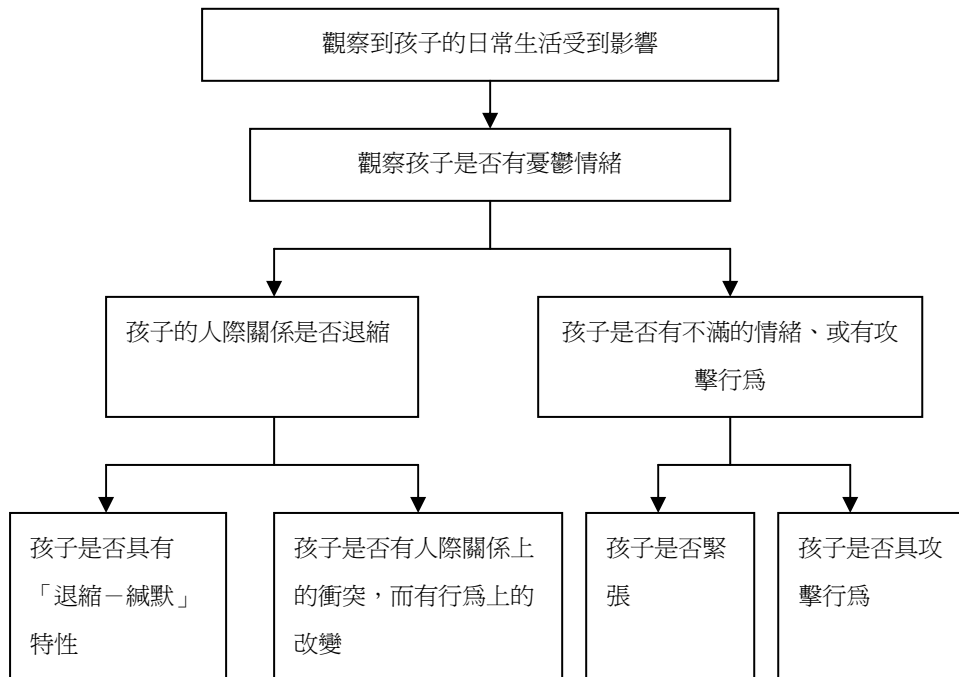 觀察到孩子的日常生活受到影響
觀察孩子是否有憂鬱情緒
孩子的人際關係是否退縮
孩子是否有不滿的情緒、或有攻
擊行爲
孩子是否具有
「退縮－緘默」
特性
孩子是否有人際關係上
的衝突，而有行爲上的
改變
孩子是否緊
張
孩子是否具攻
擊行爲